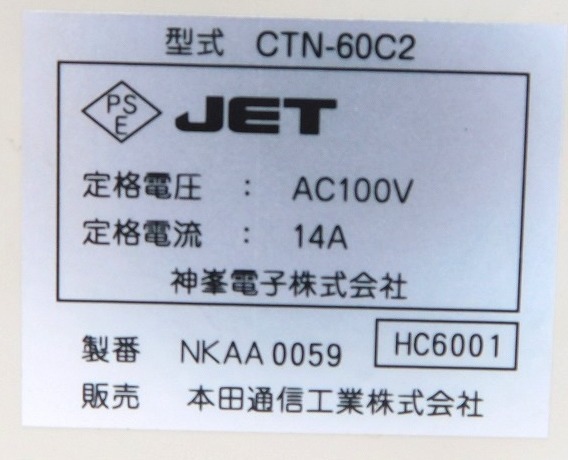 型式 CTN-60C2
PS
E
JET
定格電圧 : AC100V
定格電流 : 14A
神峯電子株式会社
製番 NKAA0059 HC6001
販売 本田通信工業株式会社